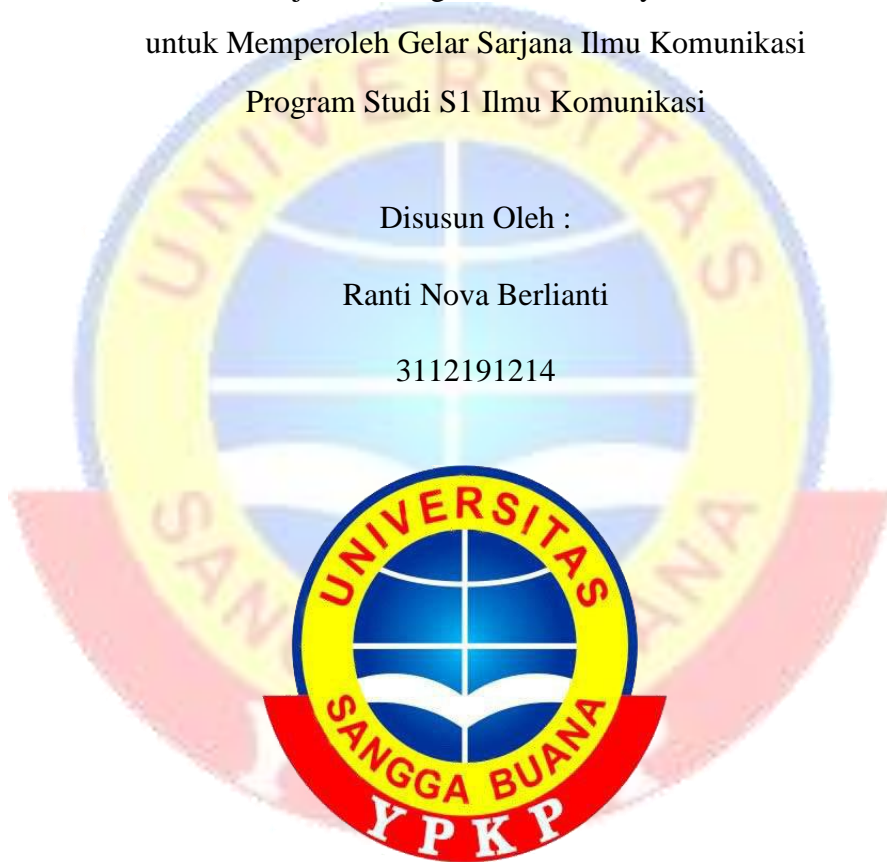 untuk Memperoleh Gelar Sarjana Ilmu Komunikasi
Program Studi S1 Ilmu Komunikasi
Disusun Oleh :
Ranti Nova Berlianti
3112191214
UNIVERSITAS
SANGGA BUANA
YPKP